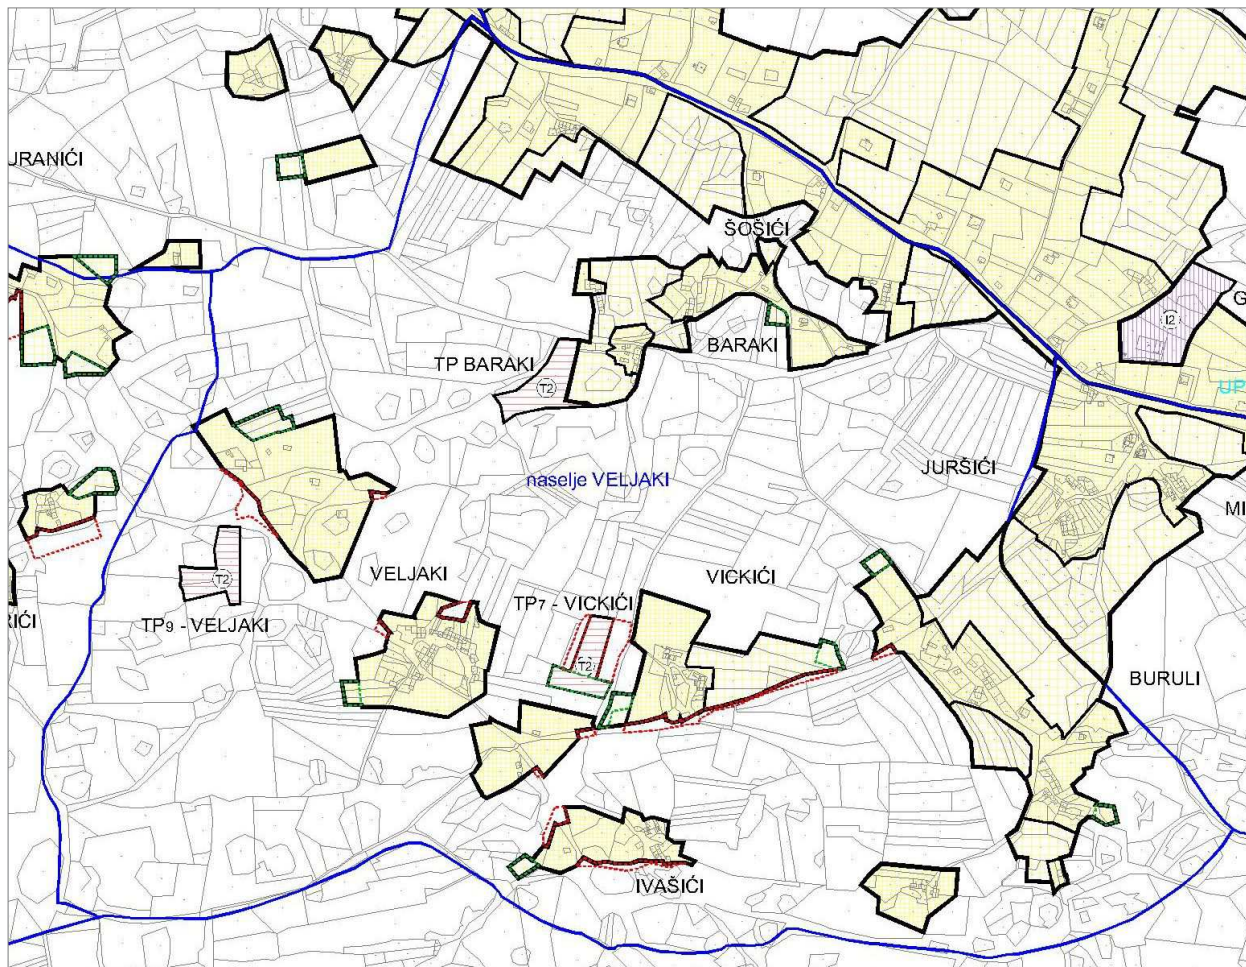 URANIĆI
ŠOŠIĆI
G
I2
BARAKI
TP BARAKI
T2
UP
JURŠIĆI
naselje VELJAKI
MI
VELJAKI
T2
VICKIĆI
TP7 - VICKIĆI
RIĆI
TP9 - VELJAKI
T2
BURULI
IVAŠIĆI